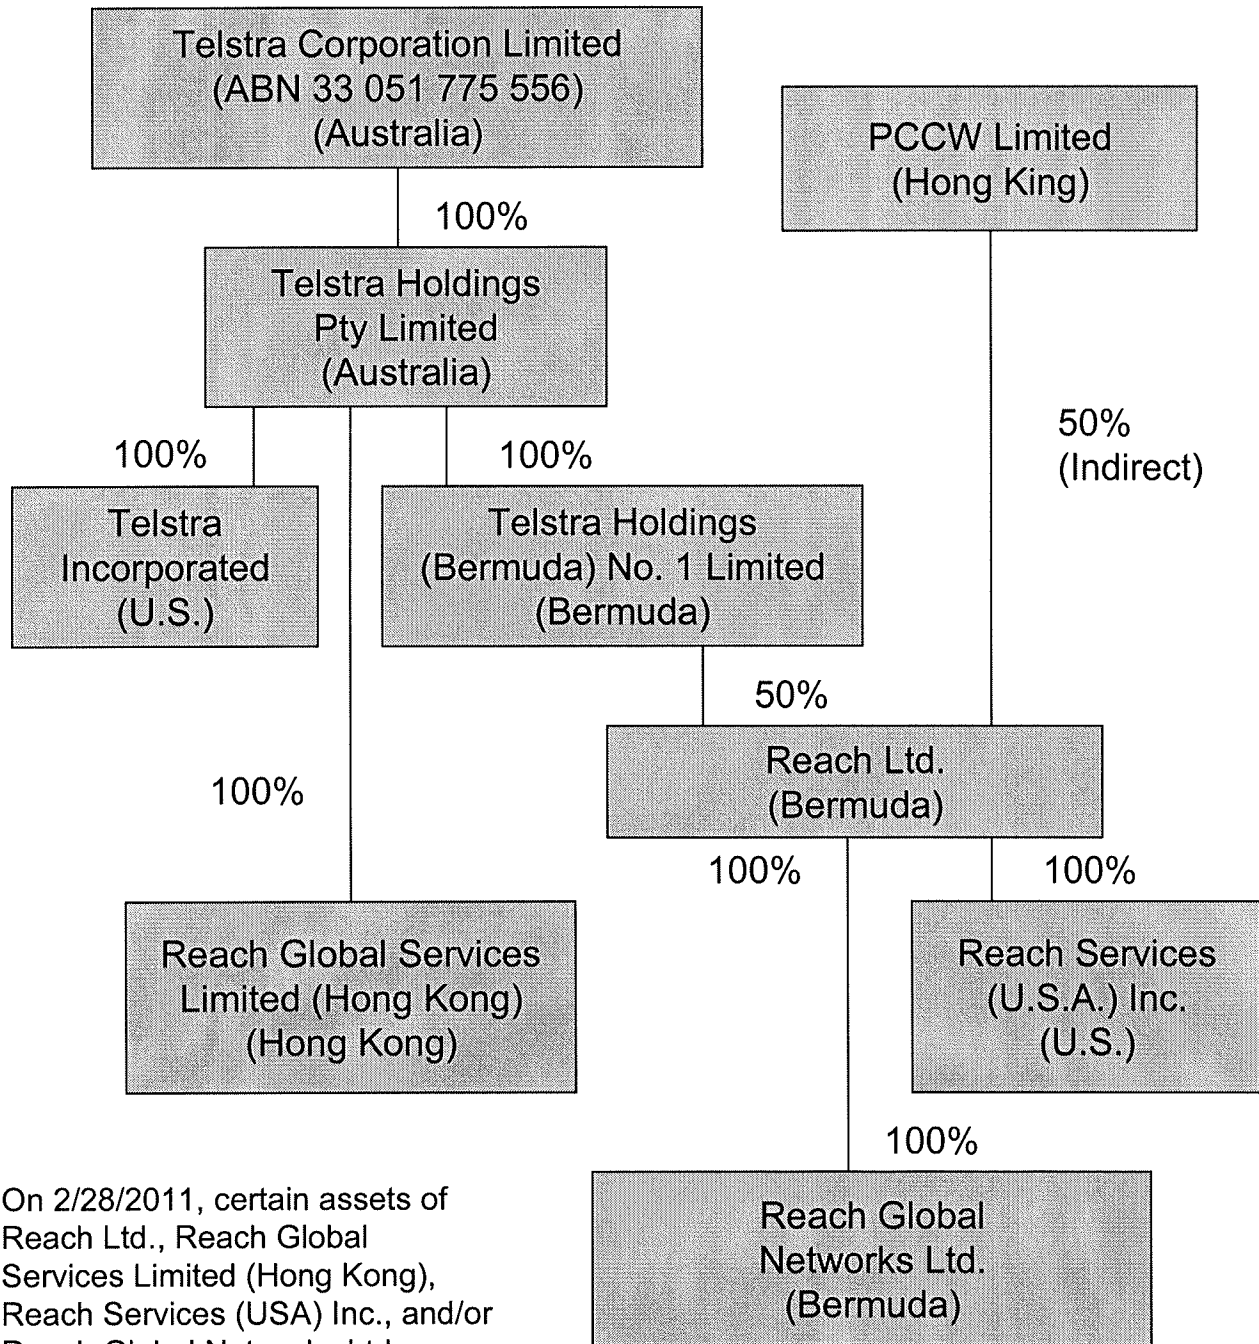 Telstra Corporation Limited
(ABN 33 051 775 556)
(Australia)
PCCW Limited
(Hong King)
100%
Telstra Holdings
Pty Limited
(Australia)
50%
(Indirect)
100%
100%
Telstra
Incorporated
(U.S.)
Telstra Holdings
(Bermuda) No. 1 Limited
(Bermuda)
50%
Reach Ltd.
(Bermuda)
100%
100%
100%
Reach Global Services
Limited (Hong Kong)
(Hong Kong)
Reach Services
(U.S.A.) Inc.
(U.S.)
100%
Reach Global
Networks Ltd.
(Bermuda)
On 2/28/2011, certain assets of
Reach Ltd., Reach Global
Services Limited (Hong Kong),
Reach Services (USA) Inc., and/or